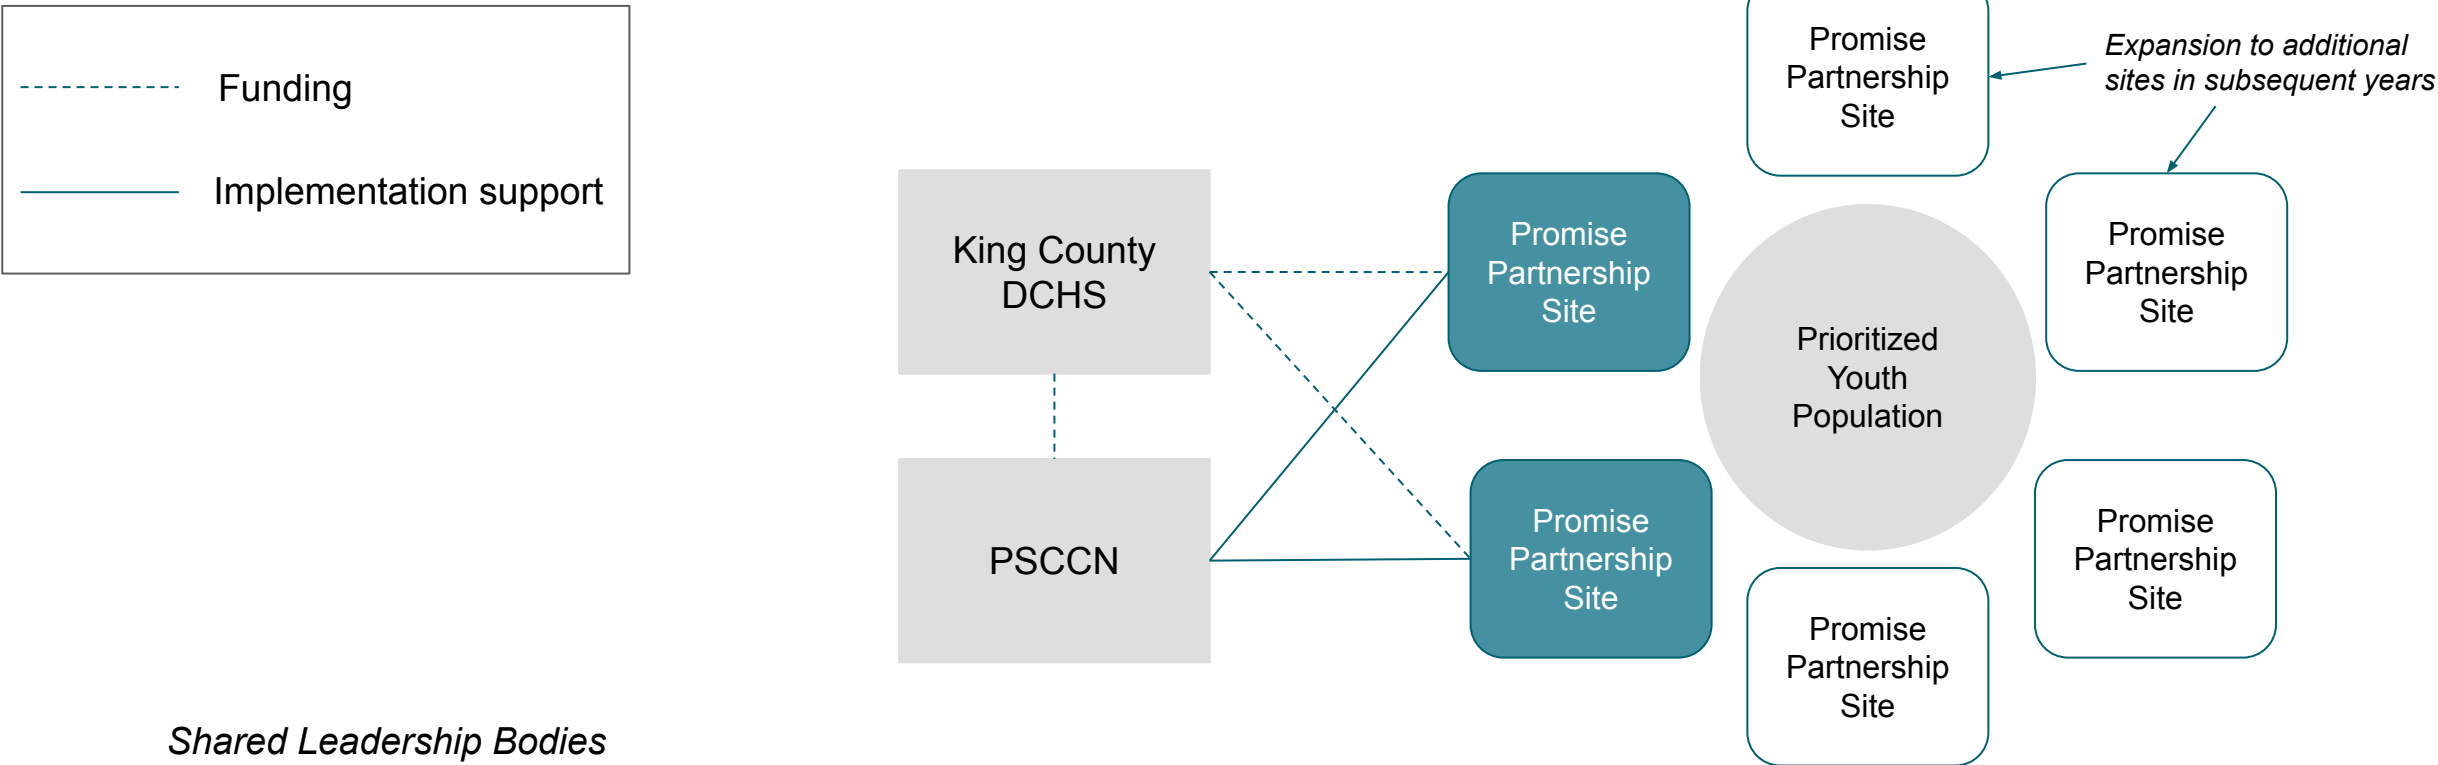 Funding
Implementation support
King County
DCHS
PSCCN
Promise
Partnership
Site
Promise
Partnership
Site
Promise
Partnership
Site
Expansion to additional
sites in subsequent years
Promise
Partnership
Site
Prioritized
Youth
Population
Promise
Partnership
Site
Promise
Partnership
Site
Shared Leadership Bodies